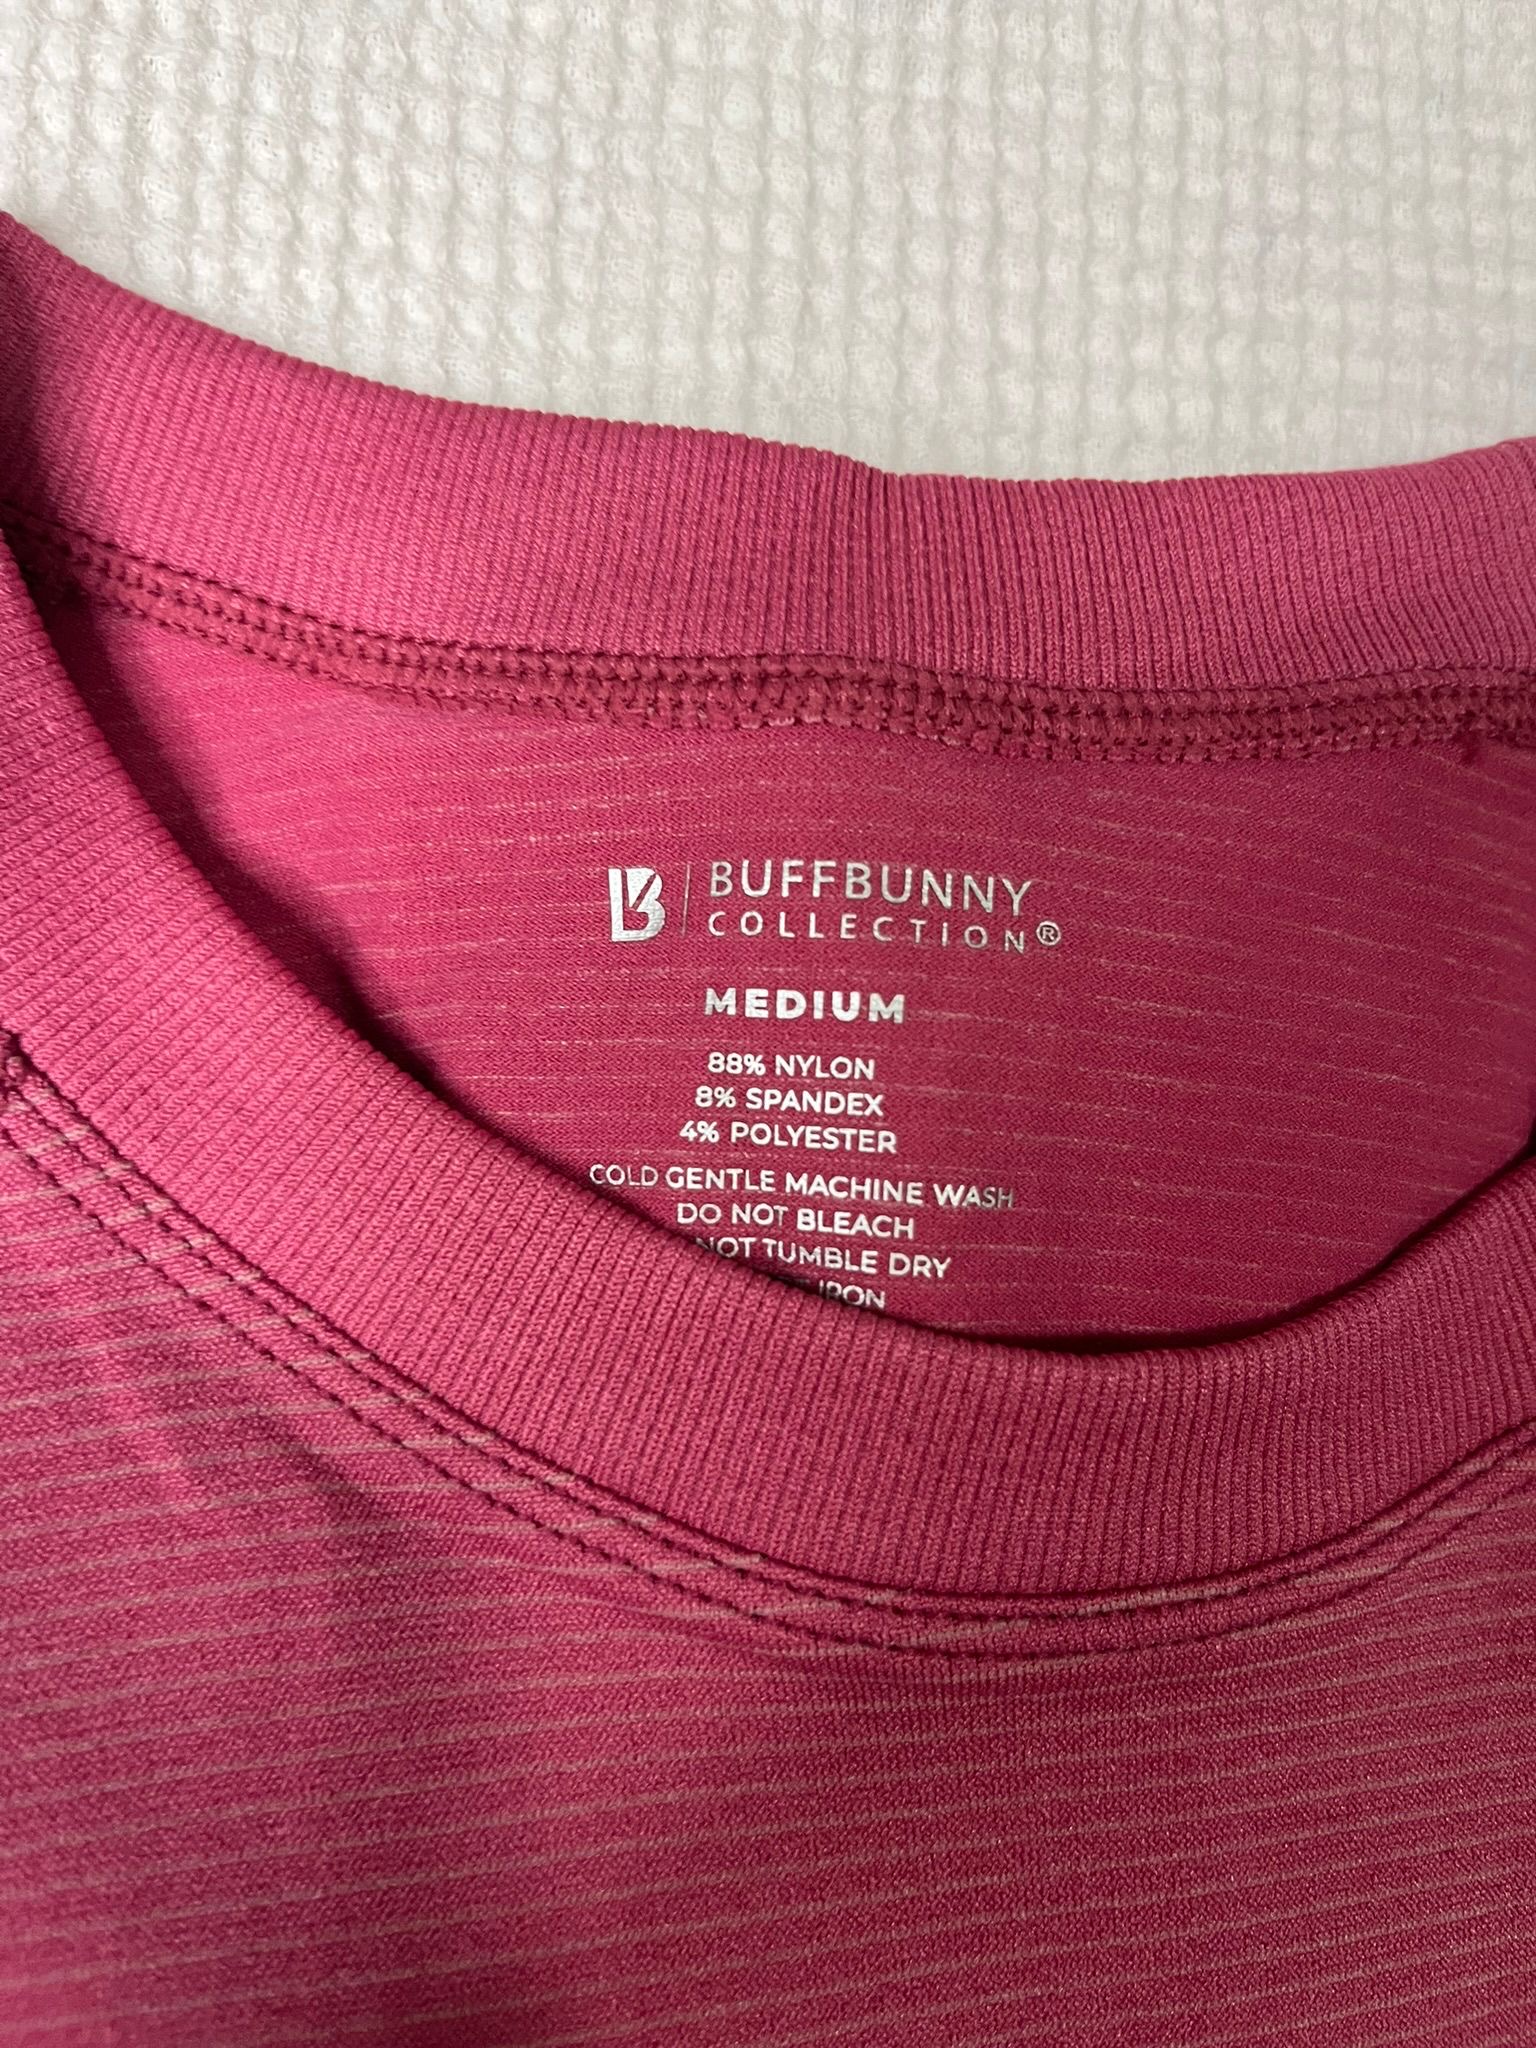 B | BUFFBUNNY
COLLECTION®
MEDIUM
88% NYLON
8% SPANDEX
4% POLYESTER
COLD GENTLE MACHINE WASH
DO NOT BLEACH
NOT TUMBLE DRY
IRON